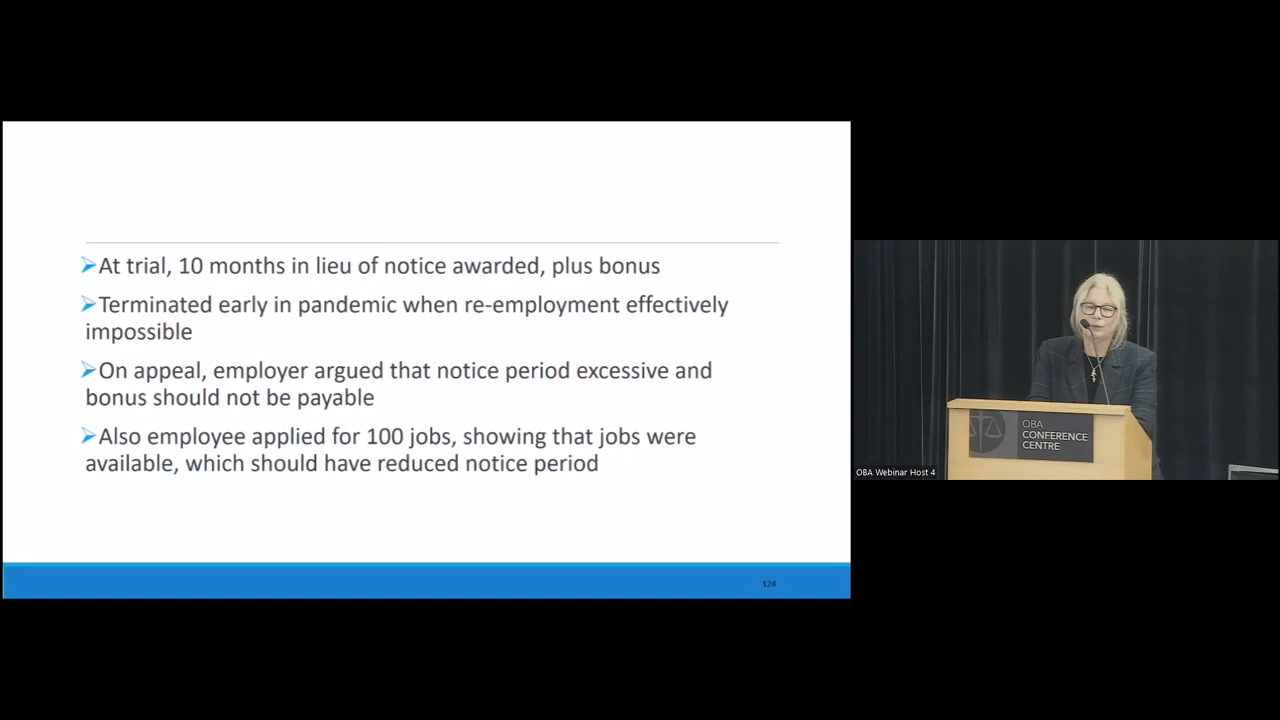 ➤At trial, 10 months in lieu of notice awarded, plus bonus
➤Terminated early in pandemic when re-employment effectively
impossible
➤On appeal, employer argued that notice period excessive and
bonus should not be payable
➤Also employee applied for 100 jobs, showing that jobs were
available, which should have reduced notice period
124
OBA
CONFERENCE
CENTRE
OBA Webinar Host 4